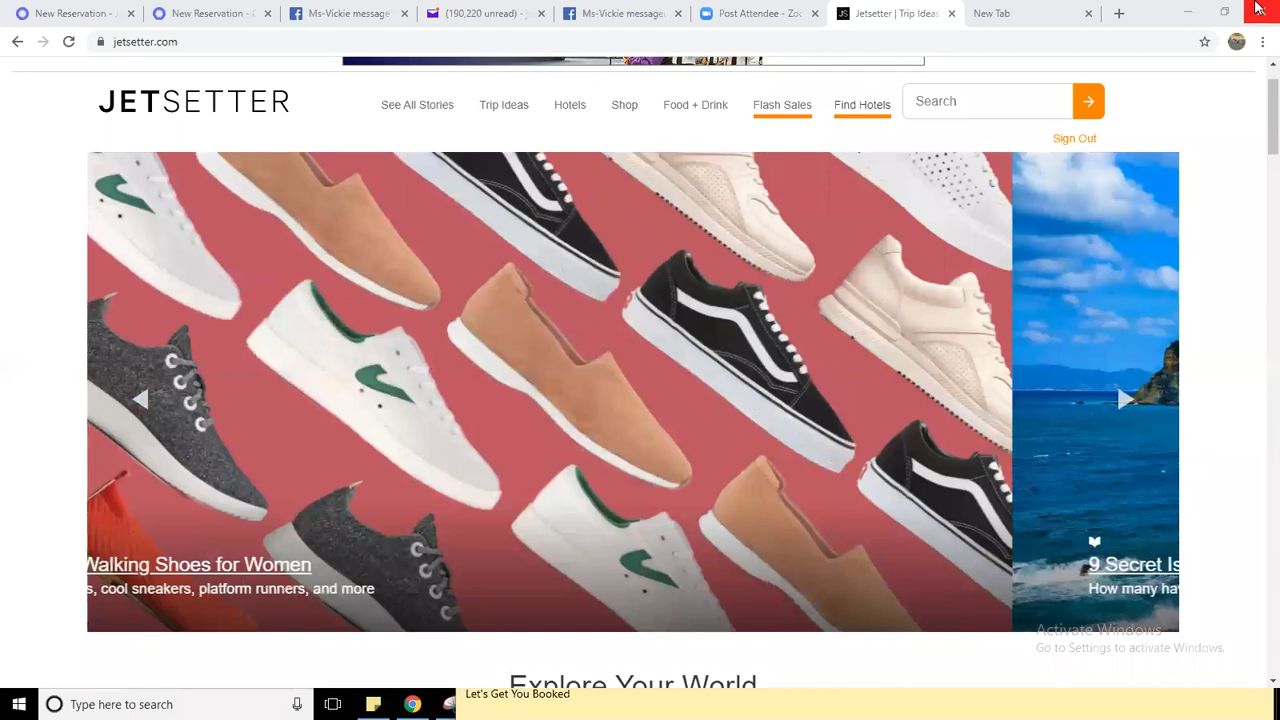 New Reservation -
New Reservation -
Ms-Vickie message
(190,220 unread) -
Ms-Vickie message
Post Attendee - Zoo
Jetsetter | Trip Ideas
New Tab
jetsetter.com
JETSETTER
See All Stories
Trip Ideas
Hotels
Shop
Food + Drink
Flash Sales
Find Hotels
Search
Sign Out
Walking Shoes for Women
s, cool sneakers, platform runners, and more
9 Secret Is
How many ha
Activate Windows
Go to Settings to activate Windows.
Explore Your World
Type here to search
Let's Get You Booked